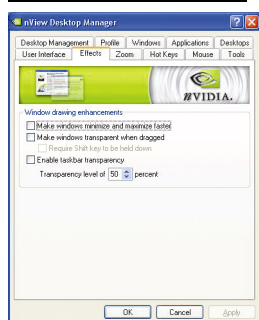 nView Desktop Manager
Desktop Management Profile Windows Applications Desktops
User Interface Effects Zoom Hot Keys Mouse Tools
NVIDIA.
Window drawing enhancements
Make windows minimize and maximize faster
Make windows transparent when dragged
Require Shift key to be held down
Enable taskbar transparency
Transparency level of 50 percent
OK Cancel Apply